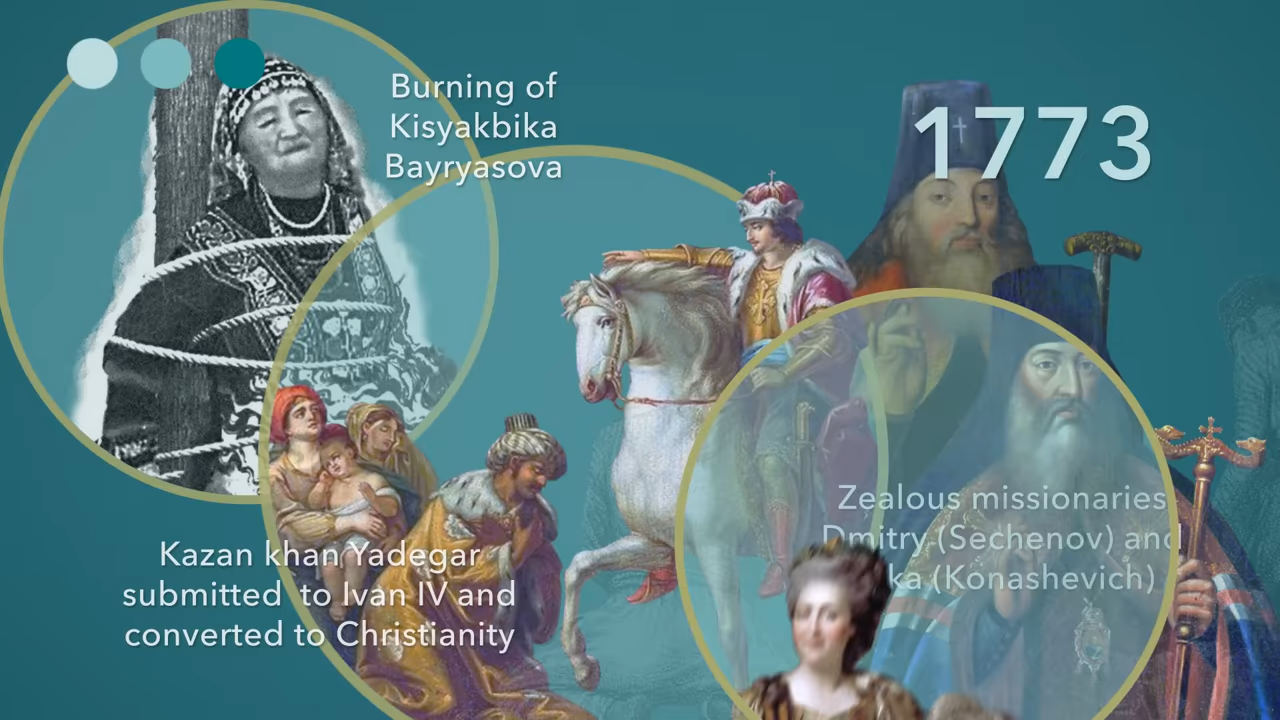 Burning of
Kisyakbika
Bayryasova
1773
Kazan khan Yadegar
submitted to Ivan IV and
converted to Christianity
Zealous missionaries
Dmitry (Sechenov) and
(Konashevich)